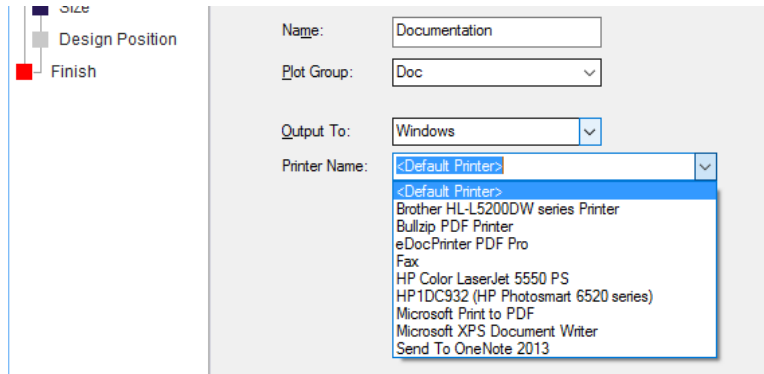 Size
Design Position
Finish
Name: Documentation
Plot Group: Doc
Output To: Windows
Printer Name: <Default Printer>
<Default Printer>
Brother HL-L5200DW series Printer
Bullzip PDF Printer
eDocPrinter PDF Pro
Fax
HP Color LaserJet 5550 PS
HP1DC932 (HP Photosmart 6520 series)
Microsoft Print to PDF
Microsoft XPS Document Writer
Send To OneNote 2013